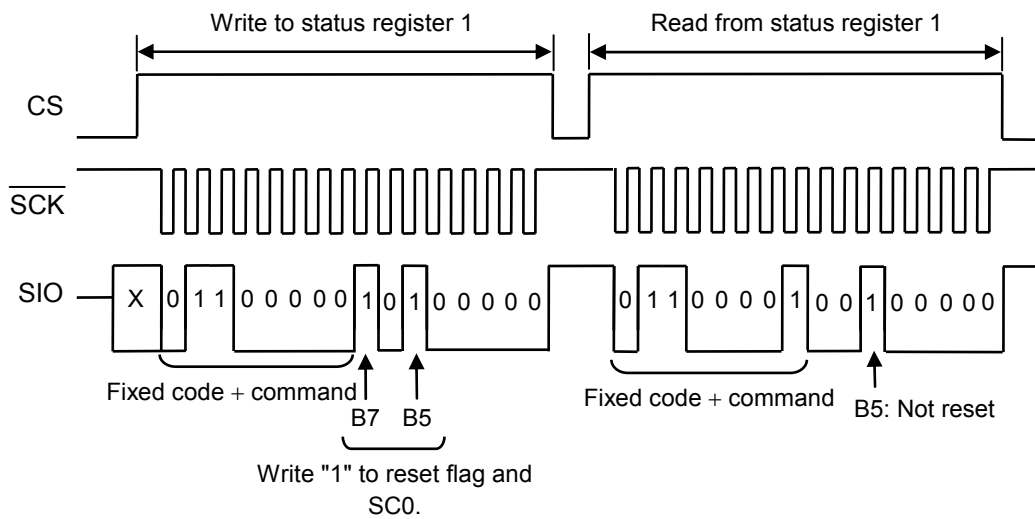 Write to status register 1
Read from status register 1
CS
SCK
SIO
X 0 1 1 0 0 0 0 0 1 0 1 0 0 0 0 0
0 1 1 0 0 0 0 1 0 0 1 0 0 0 0 0
Fixed code + command
B7
B5
Fixed code + command
B5: Not reset
Write "1" to reset flag and
SC0.